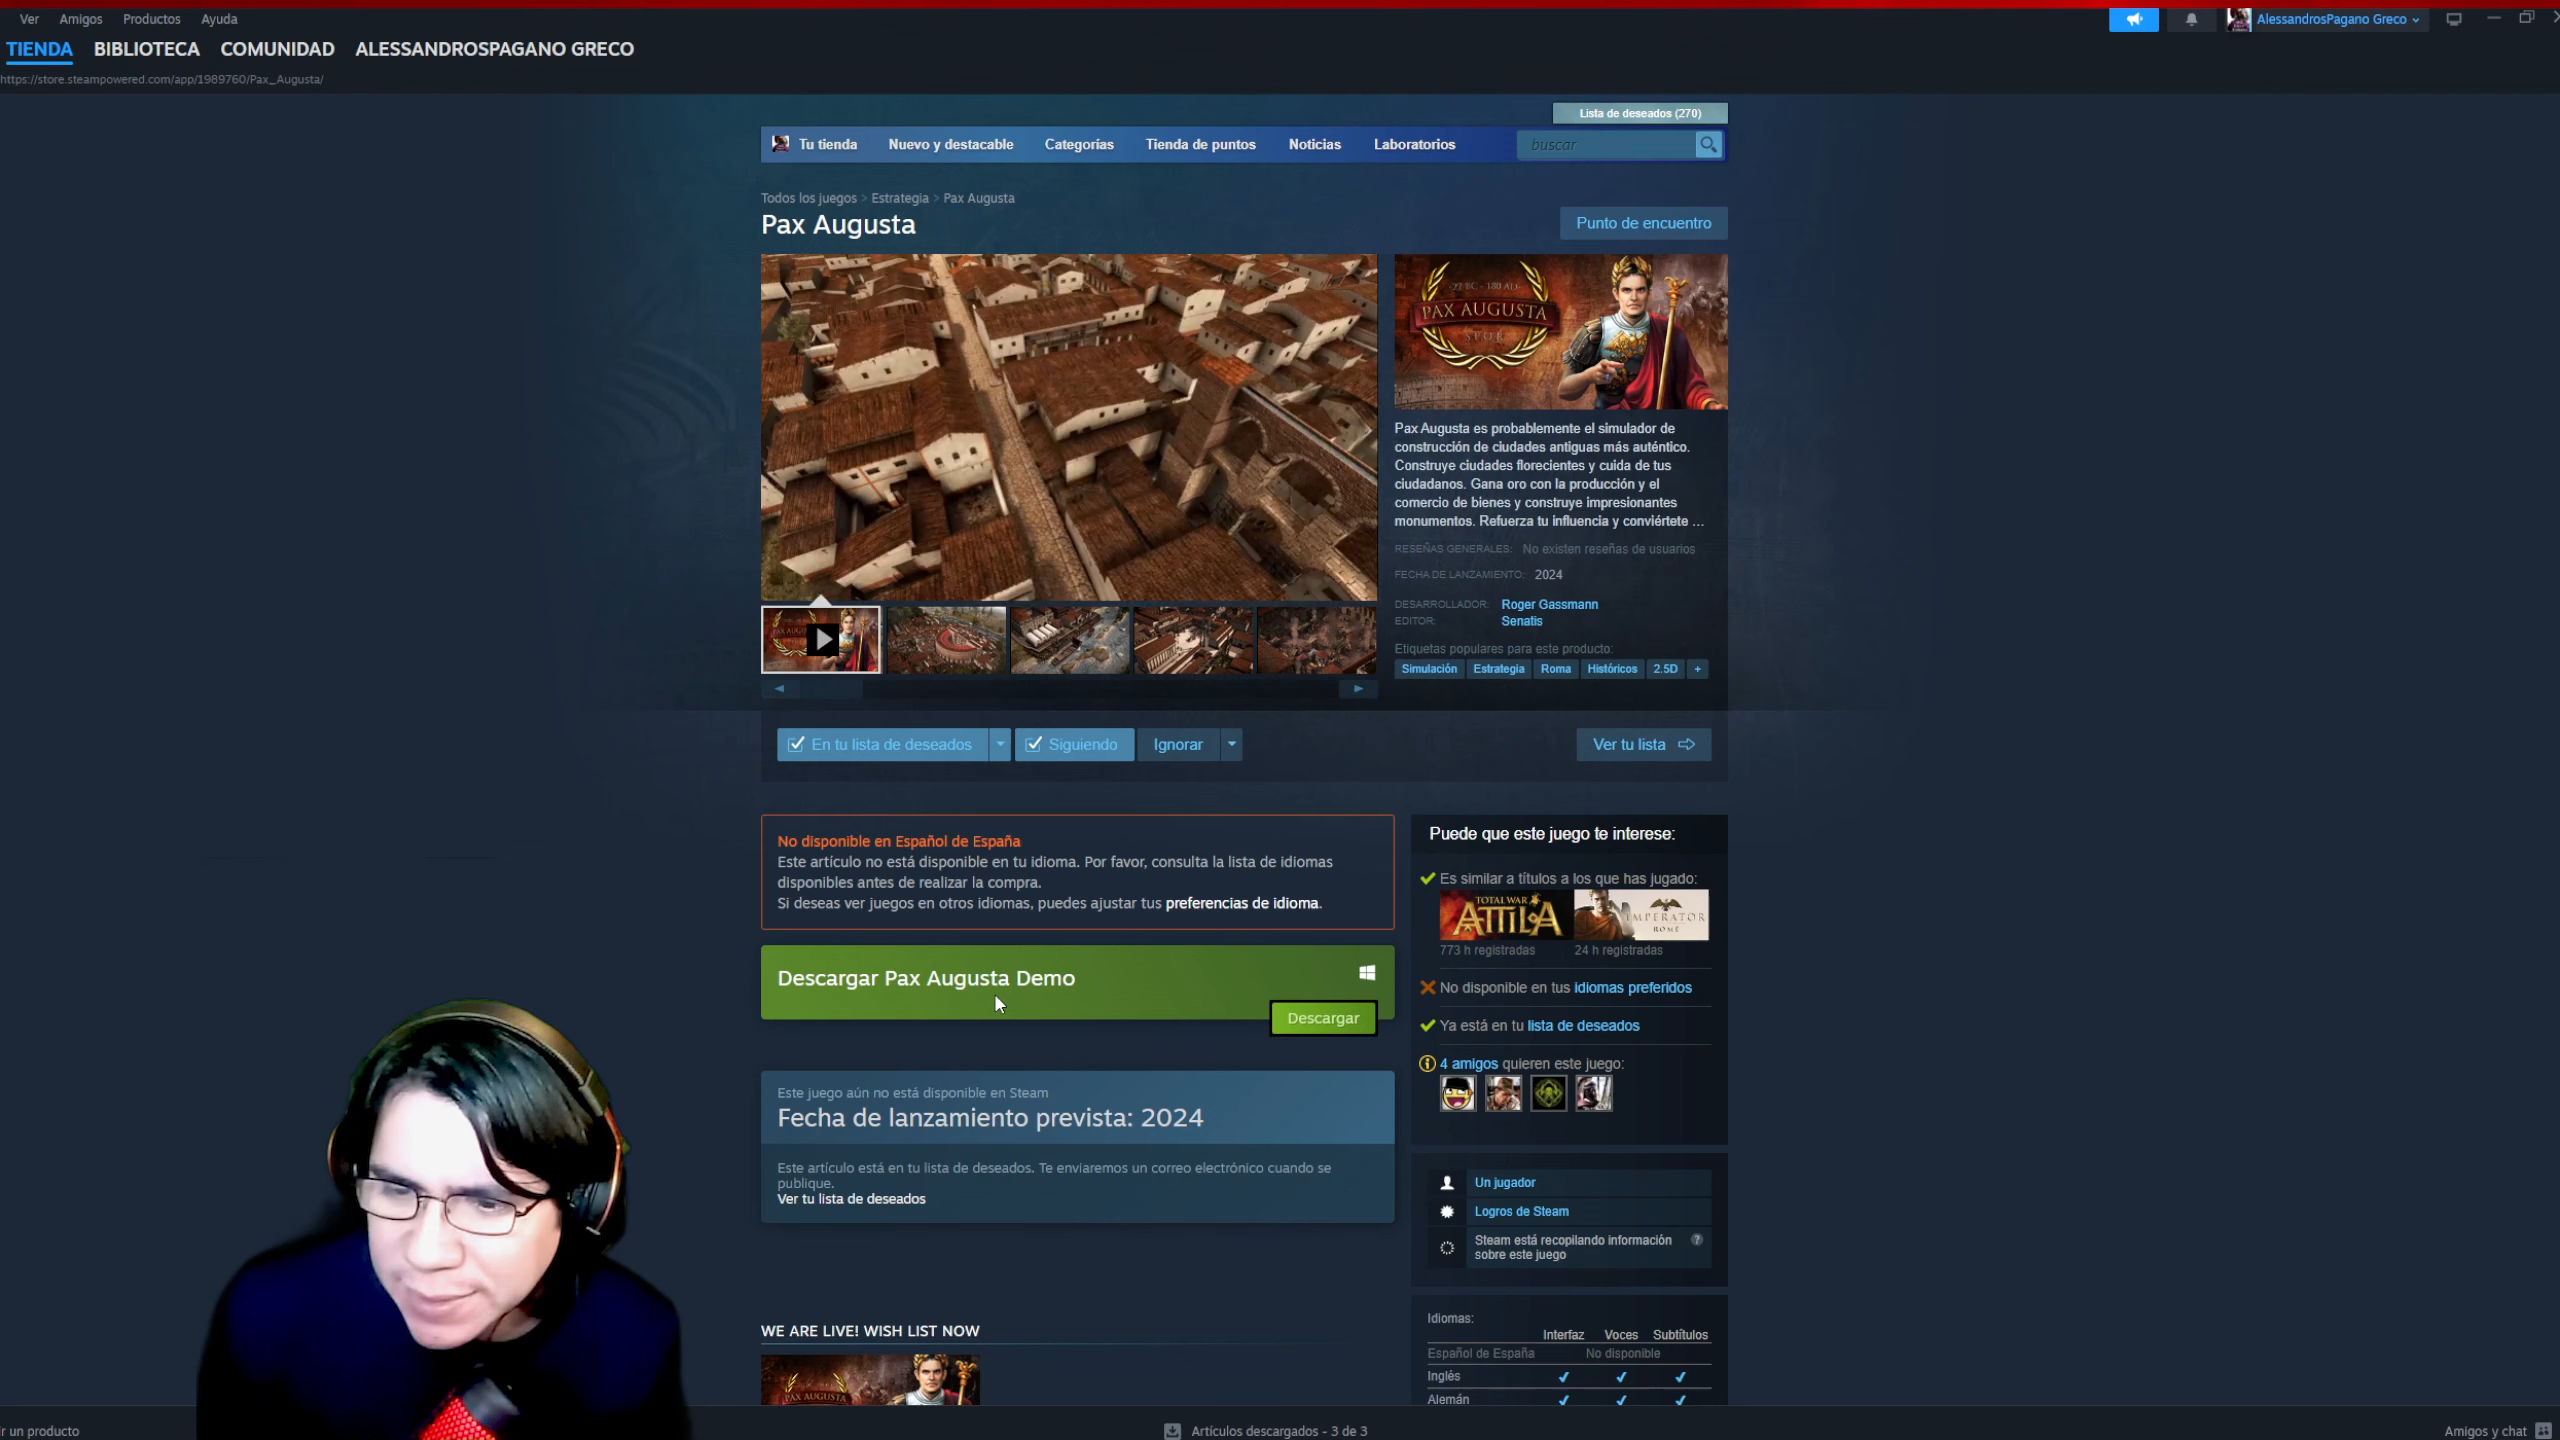 Ver Amigos Productos Ayuda
AlessandrosPagano Greco
TIENDA BIBLIOTECA COMUNIDAD ALESSANDROSPAGANO GRECO
https://store.steampowered.com/app/1989760/Pax_Augusta/
Lista de deseados (270)
Tu tienda Nuevo y destacable Categorías Tienda de puntos Noticias Laboratorios buscar
Todos los juegos > Estrategia > Pax Augusta
Pax Augusta
Punto de encuentro
-27 BC - 180 AD-
PAX AUGUSTA
SPQR
Pax Augusta es probablemente el simulador de
construcción de ciudades antiguas más auténtico.
Construye ciudades florecientes y cuida de tus
ciudadanos. Gana oro con la producción y el
comercio de bienes y construye impresionantes
monumentos. Refuerza tu influencia y conviértete ...
RESEÑAS GENERALES: No existen reseñas de usuarios
FECHA DE LANZAMIENTO: 2024
DESARROLLADOR: Roger Gassmann
EDITOR: Senatis
Etiquetas populares para este producto:
Simulación Estrategia Roma Históricos 2.5D +
En tu lista de deseados Siguiendo Ignorar Ver tu lista
No disponible en Español de España
Este artículo no está disponible en tu idioma. Por favor, consulta la lista de idiomas
disponibles antes de realizar la compra.
Si deseas ver juegos en otros idiomas, puedes ajustar tus preferencias de idioma.
Descargar Pax Augusta Demo
Descargar
Este juego aún no está disponible en Steam
Fecha de lanzamiento prevista: 2024
Este artículo está en tu lista de deseados. Te enviaremos un correo electrónico cuando se
publique.
Ver tu lista de deseados
WE ARE LIVE! WISH LIST NOW
PAX AUGUSTA
Puede que este juego te interese:
Es similar a títulos a los que has jugado:
TOTAL WAR
ATTILA
IMPERATOR
ROME
773 h registradas 24 h registradas
No disponible en tus idiomas preferidos
Ya está en tu lista de deseados
4 amigos quieren este juego:
Un jugador
Logros de Steam
Steam está recopilando información
sobre este juego
?
Idiomas:
Interfaz Voces Subtítulos
Español de España No disponible
Inglés ✔ ✔ ✔
Alemán ✔ ✔ ✔
r un producto
Artículos descargados - 3 de 3
Amigos y chat